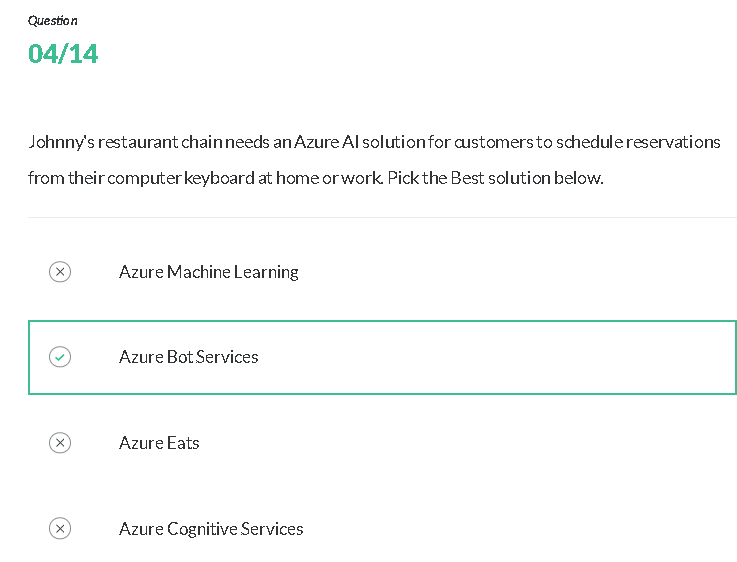 Question
04/14
Johnny's restaurant chain needs an Azure AI solution for customers to schedule reservations
from their computer keyboard at home or work. Pick the Best solution below.
Azure Machine Learning
Azure Bot Services
Azure Eats
Azure Cognitive Services